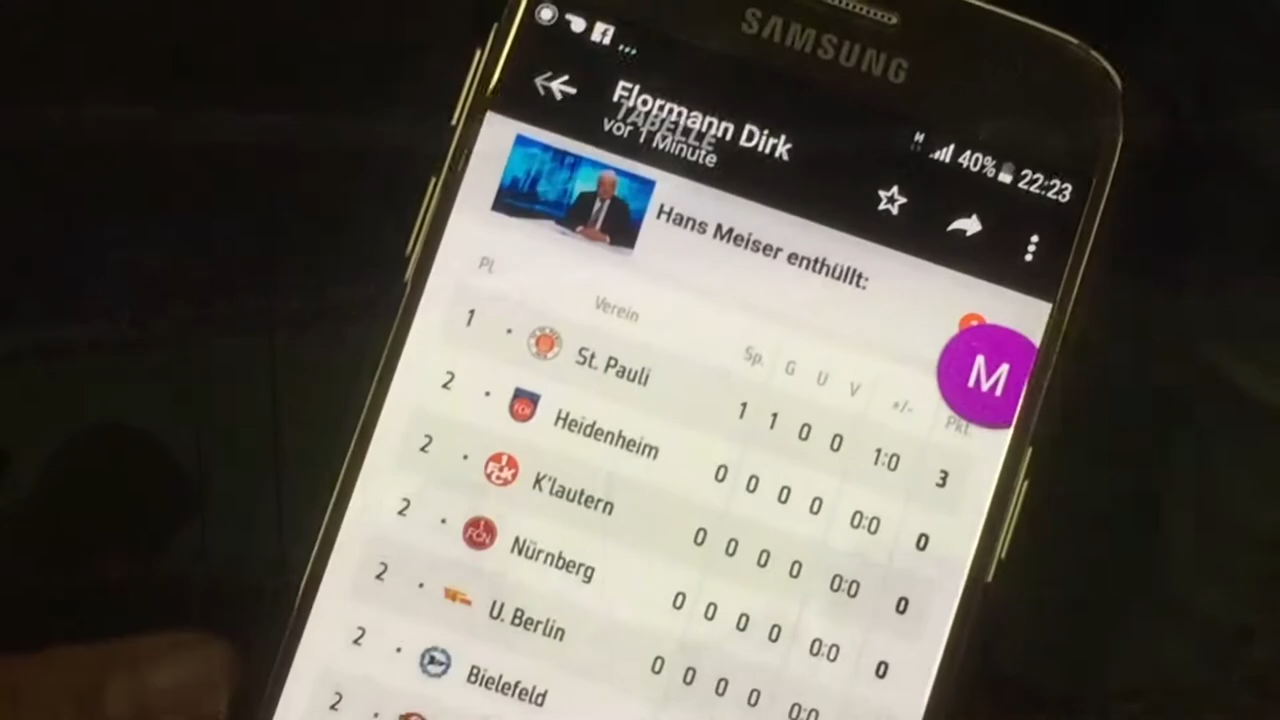 SAMSUNG
40% 22:23
Flormann Dirk
TABELLE
vor 1 Minute
Hans Meiser enthüllt:
M
Pl. Verein Sp. G U V +/- Pkt.
1 St. Pauli 1 1 0 0 1:0 3
2 Heidenheim 0 0 0 0 0:0 0
2 K'lautern 0 0 0 0 0:0 0
2 Nürnberg 0 0 0 0 0:0 0
2 U. Berlin 0 0 0 0 0:0
2 Bielefeld
2